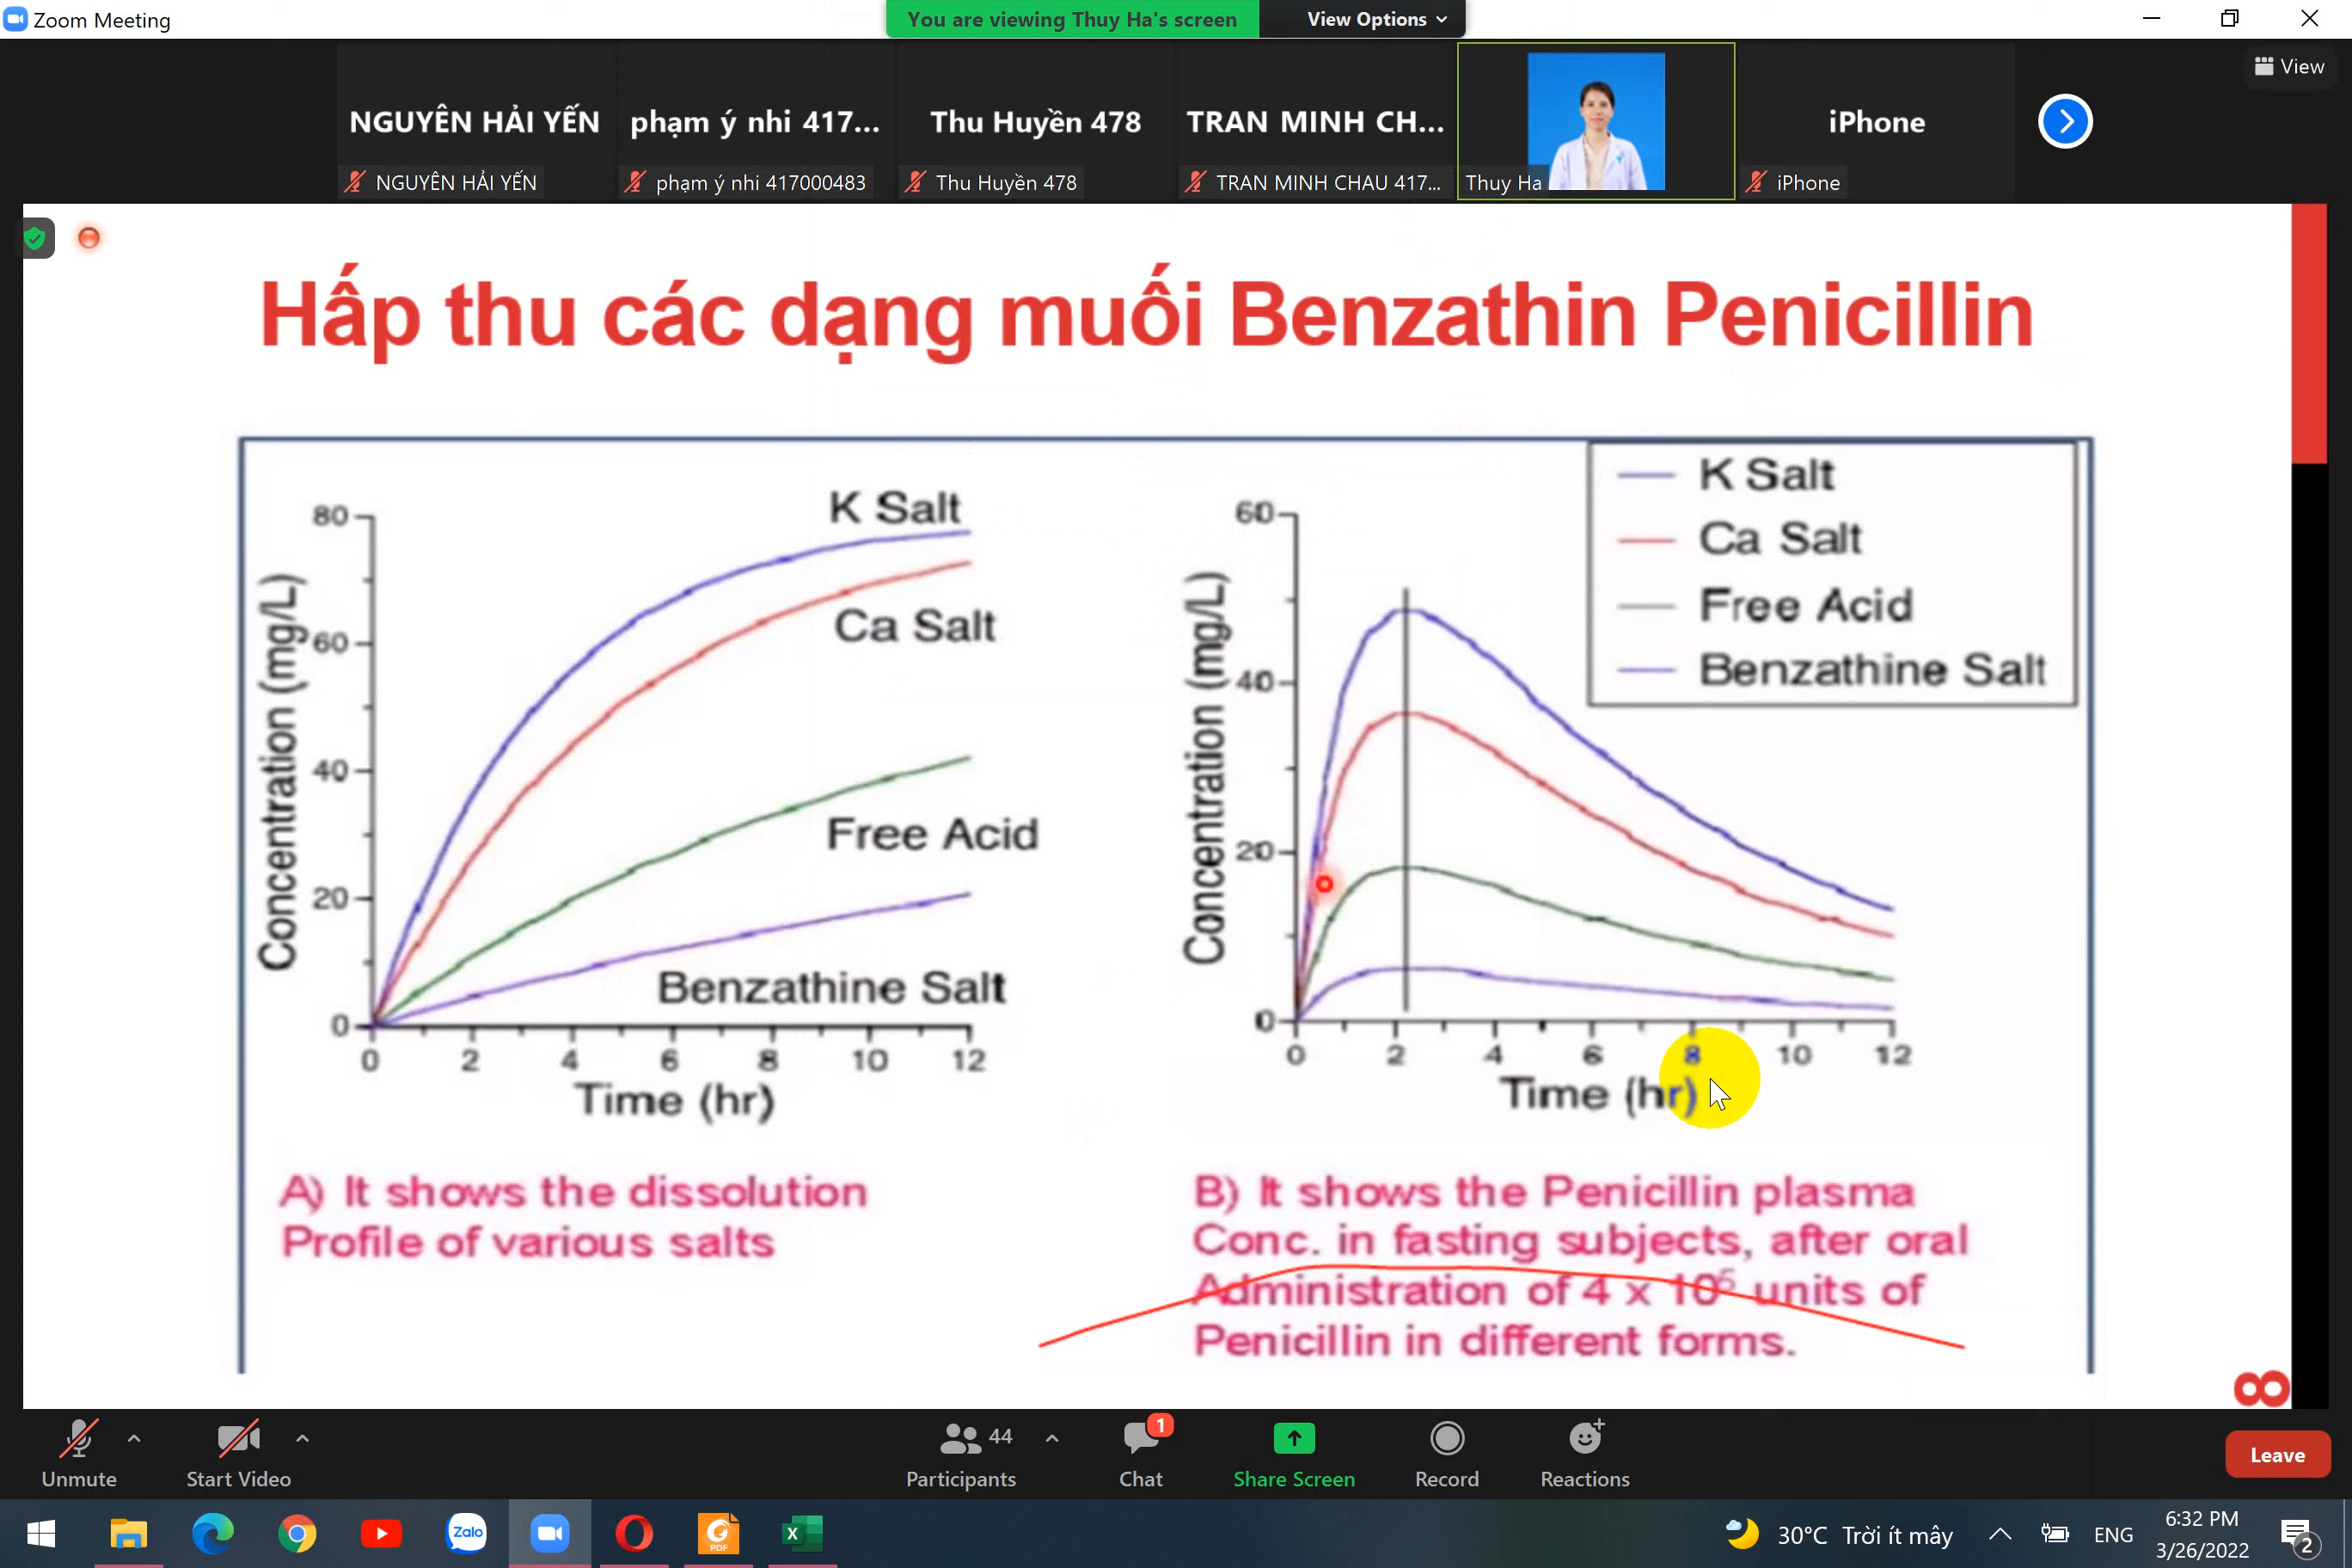 Zoom Meeting
You are viewing Thuy Ha's screen
View Options
View
NGUYÊN HẢI YẾN
phạm ý nhi 417...
Thu Huyền 478
TRAN MINH CH...
iPhone
NGUYÊN HẢI YẾN
phạm ý nhi 417000483
Thu Huyền 478
TRAN MINH CHAU 417...
Thuy Ha
iPhone
Hấp thu các dạng muối Benzathin Penicillin
80
60
40
20
0
Concentration (mg/L)
K Salt
Ca Salt
Free Acid
Benzathine Salt
0 2 4 6 8 10 12
Time (hr)
A) It shows the dissolution
Profile of various salts
60
40
20
0
Concentration (mg/L)
K Salt
Ca Salt
Free Acid
Benzathine Salt
0 2 4 6 8 10 12
Time (hr)
B) It shows the Penicillin plasma
Conc. in fasting subjects, after oral
Administration of 4 x 10⁵ units of
Penicillin in different forms.
8
Unmute
Start Video
44
Participants
1
Chat
Share Screen
Record
Reactions
Leave
Zalo
PDF
X
30°C Trời ít mây
ENG
6:32 PM
3/26/2022
2